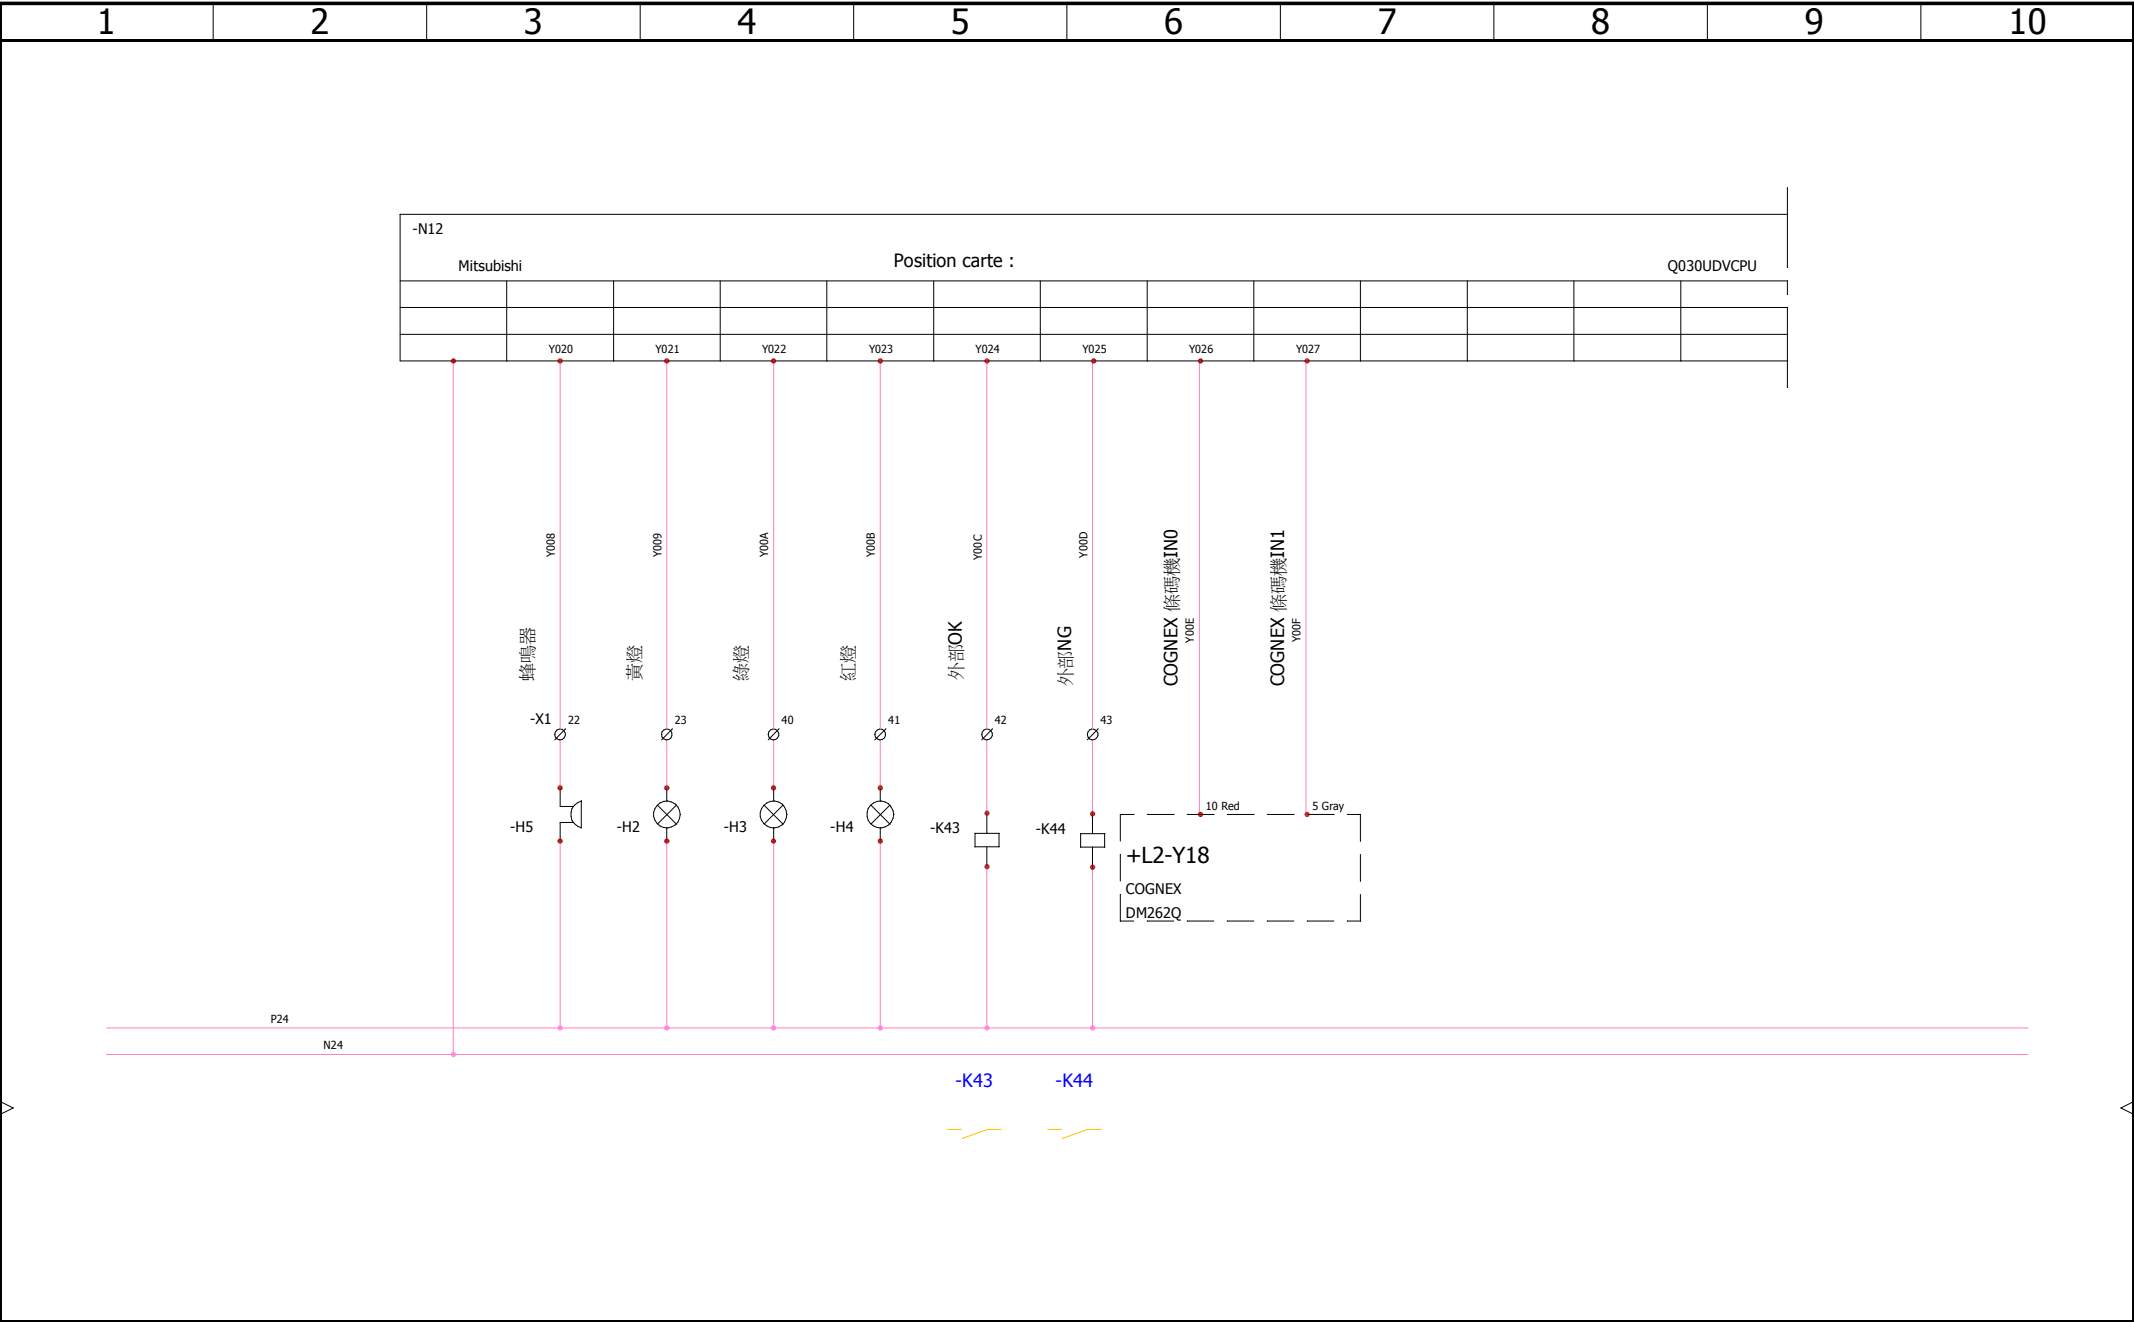 1 2 3 4 5 6 7 8 9 10
-N12
Mitsubishi Position carte : Q030UDVCPU
Y020 Y021 Y022 Y023 Y024 Y025 Y026 Y027
Y008
Y009
Y00A
Y00B
Y00C
Y00D
COGNEX 條碼機IN0
Y00E
COGNEX 條碼機IN1
Y00F
蜂鳴器
黃燈
綠燈
紅燈
外部OK
外部NG
-X1 22 23 40 41 42 43
10 Red 5 Gray
-H5 -H2 -H3 -H4 -K43 -K44
+L2-Y18
COGNEX
DM262Q
P24
N24
-K43 -K44